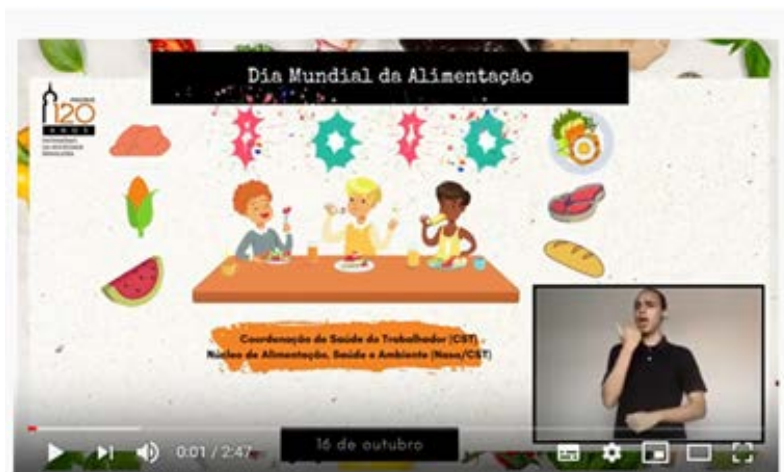 Dia Mundial da Alimentação
120
ANOS
Coordenação de Saúde do Trabalhador (CST)
Núcleo de Alimentação, Saúde e Ambiente (Nasa/CST)
16 de outubro
0:01 / 2:47